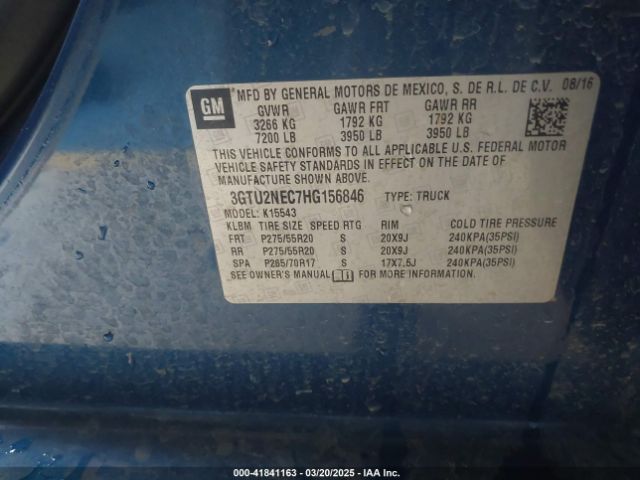 GM
MFD BY GENERAL MOTORS DE MEXICO, S. DE R.L. DE C.V. 08/16
GVWR GAWR FRT GAWR RR
3266 KG 1792 KG 1792 KG
7200 LB 3950 LB 3950 LB
THIS VEHICLE CONFORMS TO ALL APPLICABLE U.S. FEDERAL MOTOR
VEHICLE SAFETY STANDARDS IN EFFECT ON THE DATE OF
MANUFACTURE SHOWN ABOVE.
3GTU2NEC7HG156846 TYPE: TRUCK
MODEL: K15543
KLBM TIRE SIZE SPEED RTG RIM COLD TIRE PRESSURE
FRT P275/55R20 S 20X9J 240KPA(35PSI)
RR P275/55R20 S 20X9J 240KPA(35PSI)
SPA P265/70R17 S 17X7.5J 240KPA(35PSI)
SEE OWNER'S MANUAL FOR MORE INFORMATION.
000-41841163 - 03/20/2025 - IAA Inc.